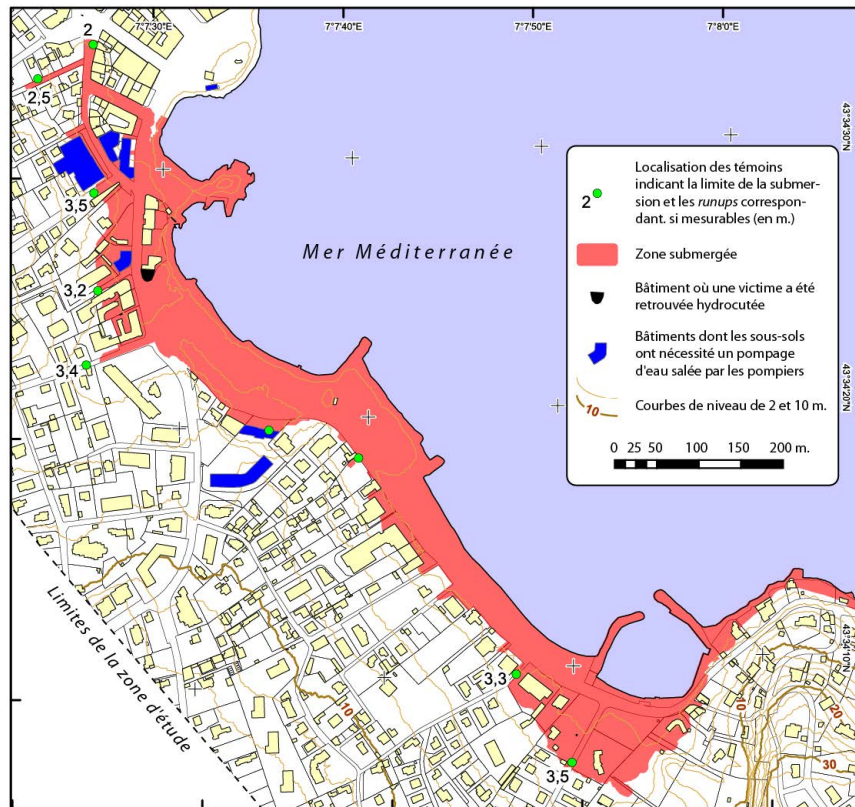 7°7'30"E
7°7'40"E
7°7'50"E
7°8'0"E
2
2,5
3,5
3,2
3,4
3,3
3,5
Mer Méditerranée
43°34'30"N
43°34'20"N
43°34'10"N
2
Localisation des témoins
indicant la limite de la submer-
sion et les runups correspon-
dant. si mesurables (en m.)
Zone submergée
Bâtiment où une victime a été
retrouvée hydrocutée
Bâtiments dont les sous-sols
ont nécessité un pompage
d'eau salée par les pompiers
10
Courbes de niveau de 2 et 10 m.
0 25 50 100 150 200 m.
Limites de la zone d'étude
10
10
20
30